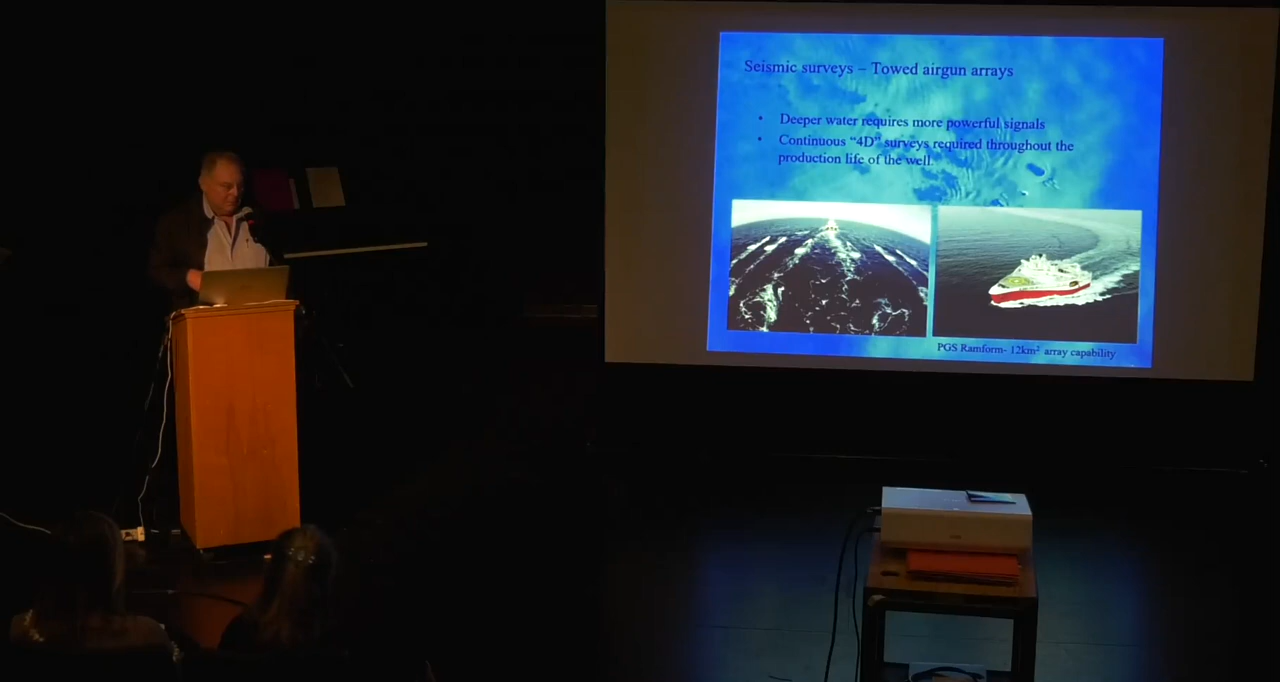 Seismic surveys – Towed airgun arrays
• Deeper water requires more powerful signals
• Continuous “4D” surveys required throughout the
production life of the well.
PGS Ramform- 12km² array capability